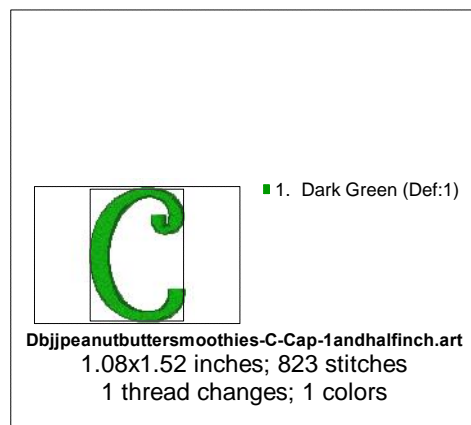 C
1. Dark Green (Def:1)
Dbjjpeanutbuttersmoothies-C-Cap-1andhalfinch.art
1.08x1.52 inches; 823 stitches
1 thread changes; 1 colors